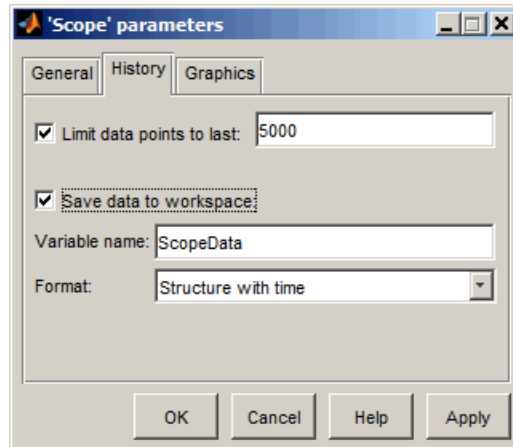 'Scope' parameters
General History Graphics
Limit data points to last: 5000
Save data to workspace
Variable name: ScopeData
Format: Structure with time
OK Cancel Help Apply